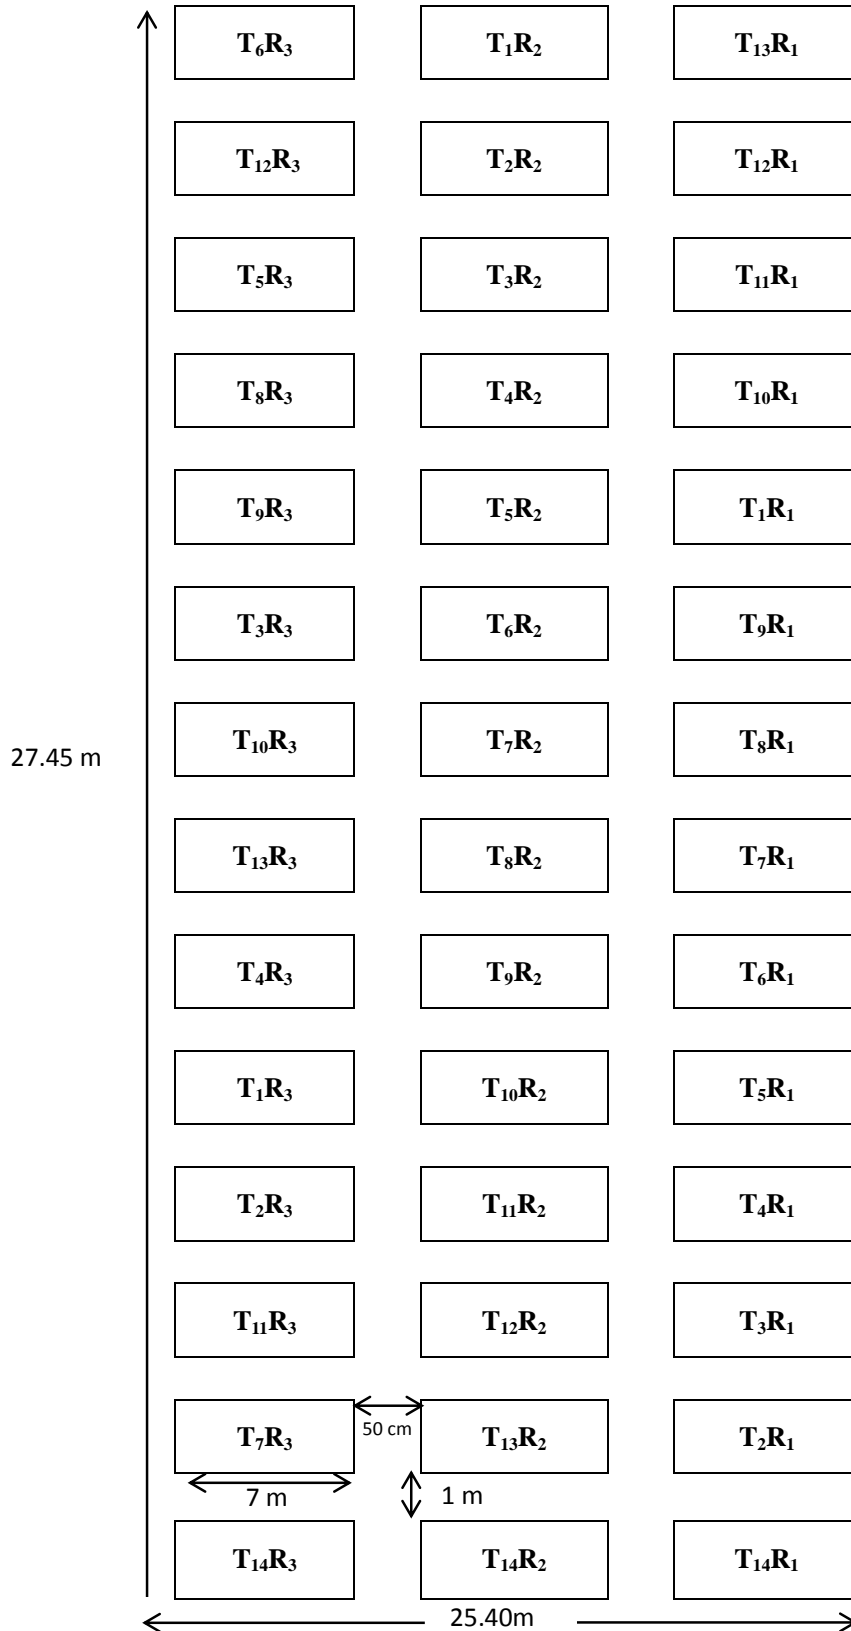 T₆R₃ T₁R₂ T₁₃R₁
T₁₂R₃ T₂R₂ T₁₂R₁
T₅R₃ T₃R₂ T₁₁R₁
T₈R₃ T₄R₂ T₁₀R₁
T₉R₃ T₅R₂ T₁R₁
T₃R₃ T₆R₂ T₉R₁
T₁₀R₃ T₇R₂ T₈R₁
27.45 m
T₁₃R₃ T₈R₂ T₇R₁
T₄R₃ T₉R₂ T₆R₁
T₁R₃ T₁₀R₂ T₅R₁
T₂R₃ T₁₁R₂ T₄R₁
T₁₁R₃ T₁₂R₂ T₃R₁
T₇R₃ 50 cm T₁₃R₂ T₂R₁
7 m 1 m
T₁₄R₃ T₁₄R₂ T₁₄R₁
25.40m